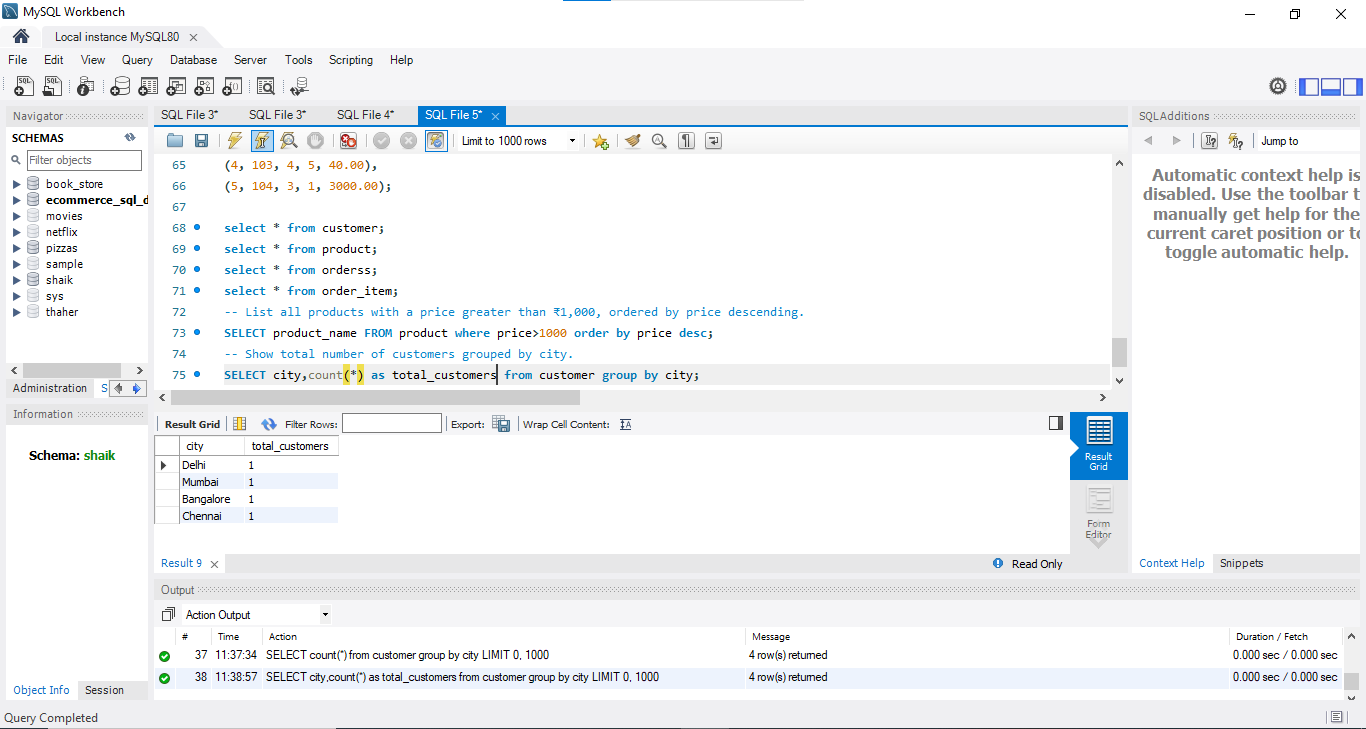 MySQL Workbench
Local instance MySQL80
File Edit View Query Database Server Tools Scripting Help
Navigator
SCHEMAS
Filter objects
book_store
ecommerce_sql_d
movies
netflix
pizzas
sample
shaik
sys
thaher
Administration S
Information
Schema: shaik
Object Info Session
SQL File 3* SQL File 3* SQL File 4* SQL File 5*
Limit to 1000 rows
65 (4, 103, 4, 5, 40.00),
66 (5, 104, 3, 1, 3000.00);
67
68 select * from customer;
69 select * from product;
70 select * from orderss;
71 select * from order_item;
72 -- List all products with a price greater than ₹1,000, ordered by price descending.
73 SELECT product_name FROM product where price>1000 order by price desc;
74 -- Show total number of customers grouped by city.
75 SELECT city,count(*) as total_customers from customer group by city;
Result Grid Filter Rows: Export: Wrap Cell Content:
city total_customers
Delhi 1
Mumbai 1
Bangalore 1
Chennai 1
Result Grid
Form Editor
Result 9 Read Only
SQLAdditions
Jump to
Automatic context help is
disabled. Use the toolbar t
manually get help for the
current caret position or to
toggle automatic help.
Context Help Snippets
Output
Action Output
# Time Action Message Duration / Fetch
37 11:37:34 SELECT count(*) from customer group by city LIMIT 0, 1000 4 row(s) returned 0.000 sec / 0.000 sec
38 11:38:57 SELECT city,count(*) as total_customers from customer group by city LIMIT 0, 1000 4 row(s) returned 0.000 sec / 0.000 sec
Query Completed